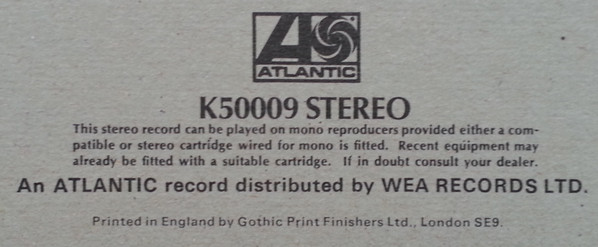 ATLANTIC
K50009 STEREO
This stereo record can be played on mono reproducers provided either a com-
patible or stereo cartridge wired for mono is fitted. Recent equipment may
already be fitted with a suitable cartridge. If in doubt consult your dealer.
An ATLANTIC record distributed by WEA RECORDS LTD.
Printed in England by Gothic Print Finishers Ltd., London SE9.